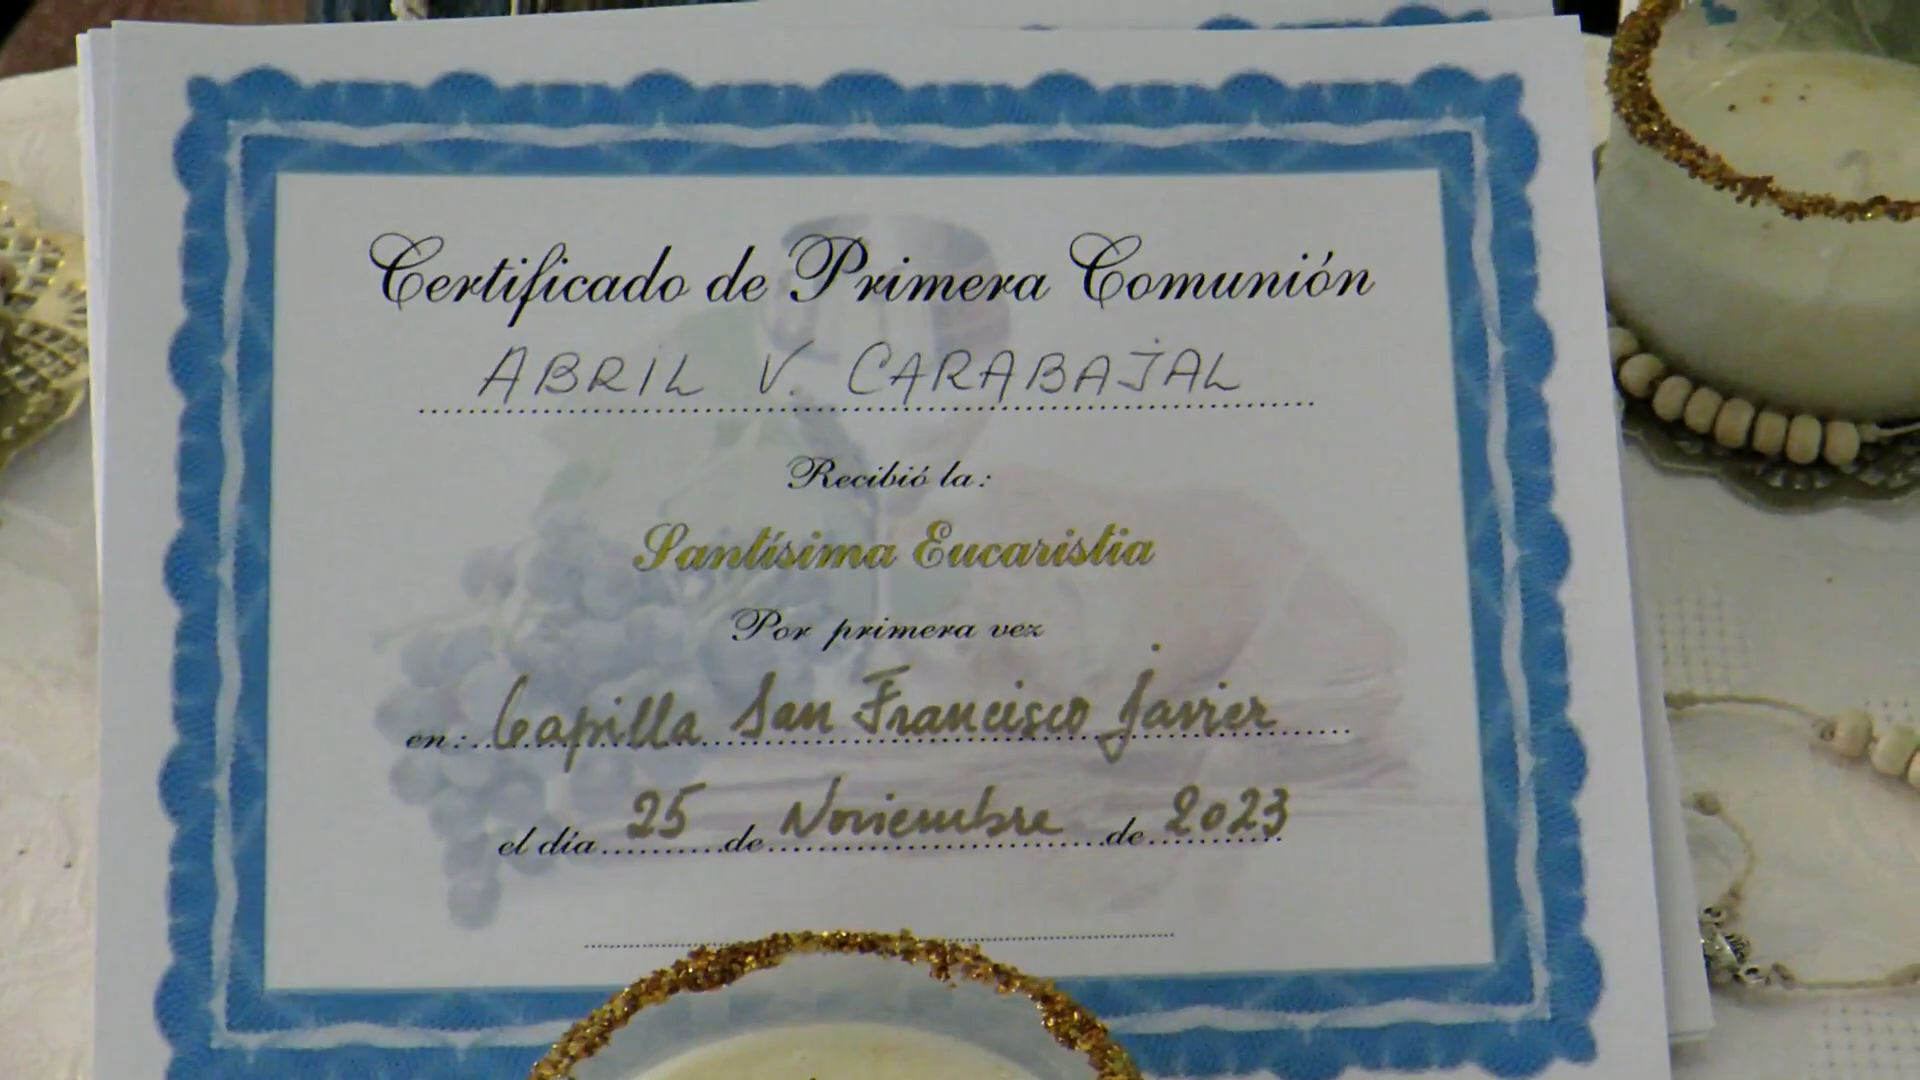 Certificado de Primera Comunión
ABRIL V. CARABAJAL
Recibió la:
Santísima Eucaristia
Por primera vez
en: Capilla San Francisco Javier
el día 25 de Noviembre de 2023